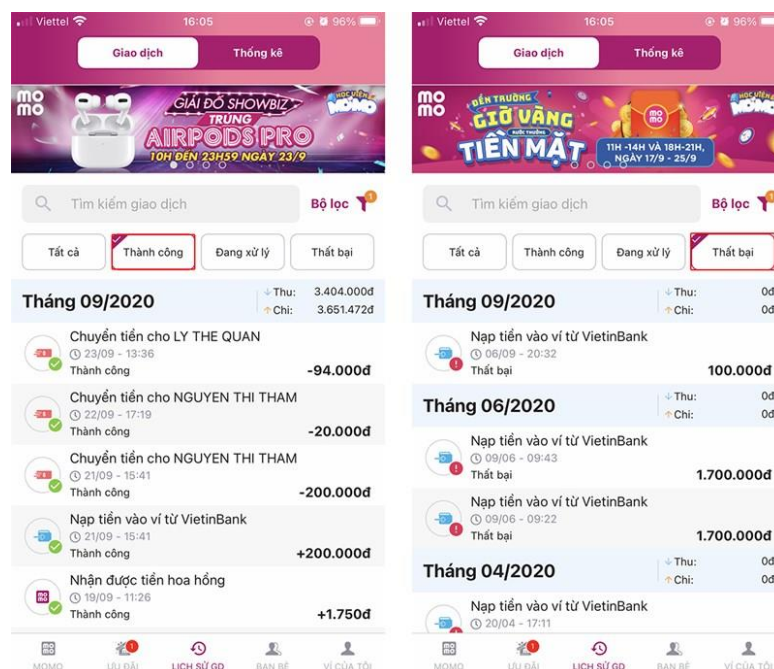 Viettel 16:05 96%
Giao dịch Thống kê
momo
GIẢI ĐỐ SHOWBIZ
TRÚNG
AIRPODS PRO
10H ĐẾN 23H59 NGÀY 23/9
HỌC VIỆN
MOMO
Tìm kiếm giao dịch Bộ lọc 1
Tất cả Thành công Đang xử lý Thất bại
Tháng 09/2020
Thu: 3.404.000đ
Chi: 3.651.472đ
Chuyển tiền cho LY THE QUAN
23/09 - 13:36
Thành công -94.000đ
Chuyển tiền cho NGUYEN THI THAM
22/09 - 17:19
Thành công -20.000đ
Chuyển tiền cho NGUYEN THI THAM
21/09 - 15:41
Thành công -200.000đ
Nạp tiền vào ví từ VietinBank
21/09 - 15:41
Thành công +200.000đ
Nhận được tiền hoa hồng
19/09 - 11:26
Thành công +1.750đ
MOMO ƯU ĐÃI 1 LỊCH SỬ GD BẠN BÈ VÍ CỦA TÔI
Viettel 16:05 96%
Giao dịch Thống kê
momo
ĐẾN TRƯỜNG
GIỜ VÀNG
RƯỚC THƯỞNG
TIỀN MẶT
momo
11H -14H VÀ 18H-21H,
NGÀY 17/9 - 25/9
Tìm kiếm giao dịch Bộ lọc 1
Tất cả Thành công Đang xử lý Thất bại
Tháng 09/2020
Thu: 0đ
Chi: 0đ
Nạp tiền vào ví từ VietinBank
06/09 - 20:32
Thất bại 100.000đ
Tháng 06/2020
Thu: 0đ
Chi: 0đ
Nạp tiền vào ví từ VietinBank
09/06 - 09:43
Thất bại 1.700.000đ
Nạp tiền vào ví từ VietinBank
09/06 - 09:22
Thất bại 1.700.000đ
Tháng 04/2020
Thu: 0đ
Chi: 0đ
Nạp tiền vào ví từ VietinBank
20/04 - 17:11
MOMO ƯU ĐÃI 1 LỊCH SỬ GD BẠN BÈ VÍ CỦA TÔI